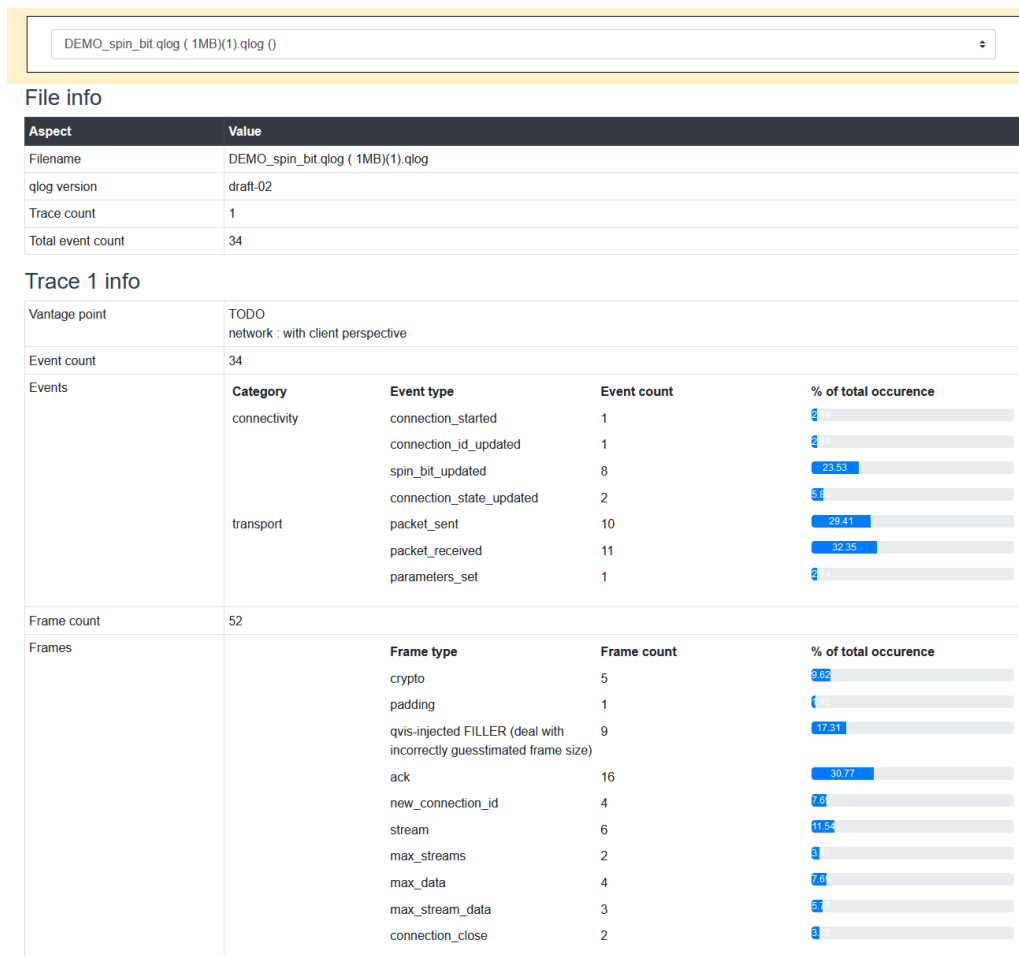 DEMO_spin_bit.qlog ( 1MB)(1).qlog ()
File info
Aspect Value
Filename DEMO_spin_bit.qlog ( 1MB)(1).qlog
qlog version draft-02
Trace count 1
Total event count 34
Trace 1 info
Vantage point TODO
network : with client perspective
Event count 34
Events Category Event type Event count % of total occurence
connectivity connection_started 1
connection_id_updated 1
spin_bit_updated 8 23.53
connection_state_updated 2
transport packet_sent 10 29.41
packet_received 11 32.35
parameters_set 1
Frame count 52
Frames Frame type Frame count % of total occurence
crypto 5 9.62
padding 1
qvis-injected FILLER (deal with 9 17.31
incorrectly guesstimated frame size)
ack 16 30.77
new_connection_id 4
stream 6 11.54
max_streams 2
max_data 4
max_stream_data 3
connection_close 2